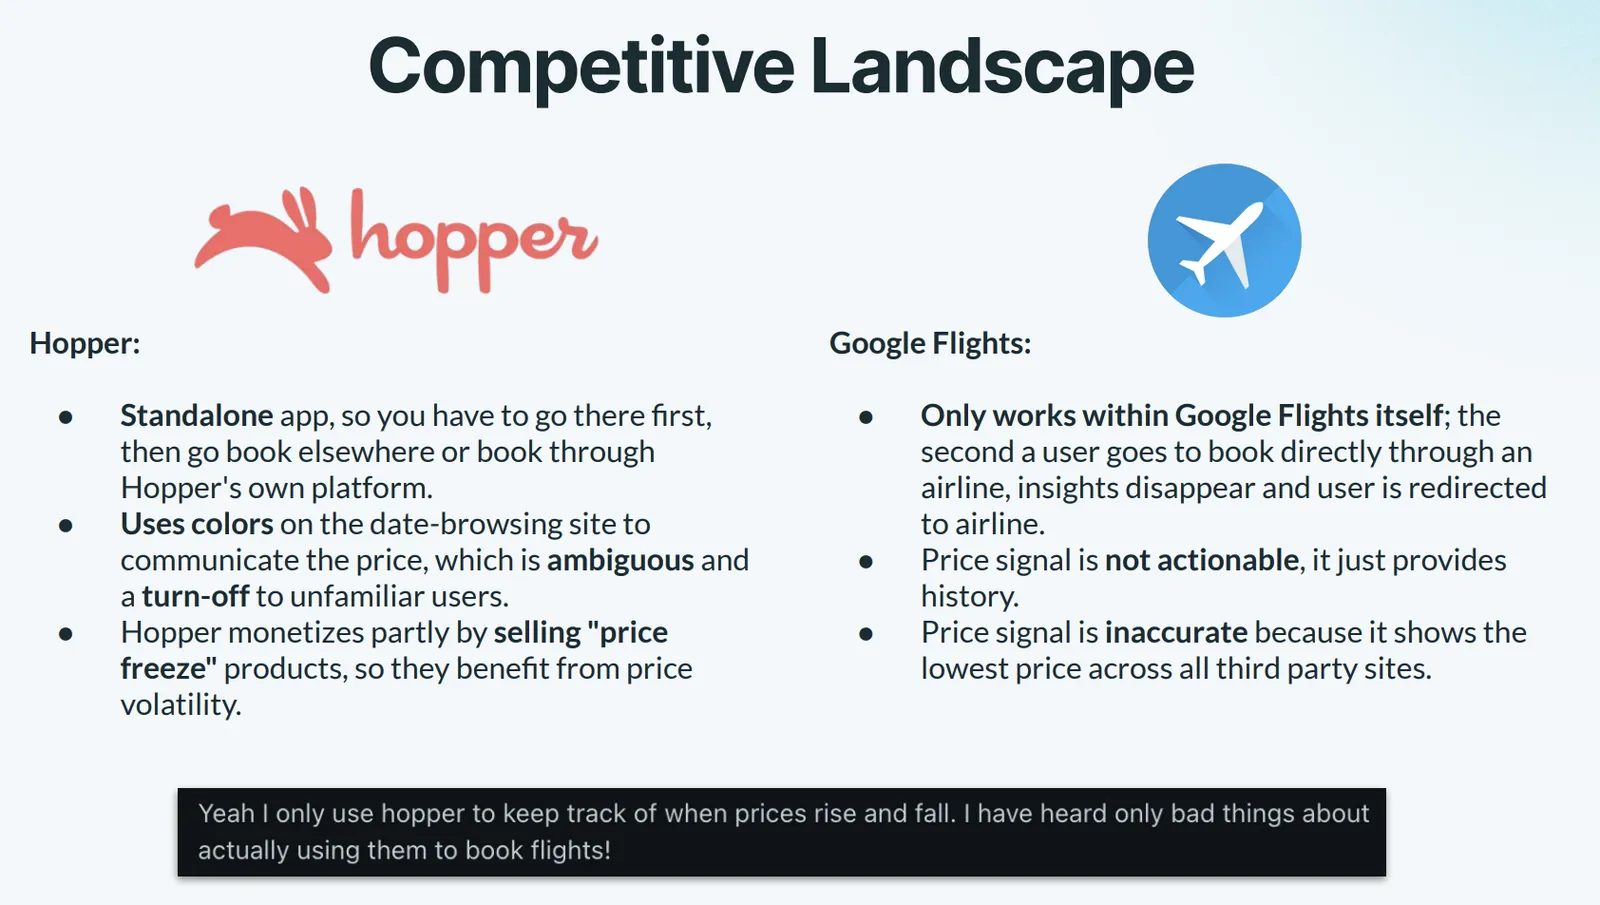 Competitive Landscape
hopper
Hopper:
● Standalone app, so you have to go there first,
then go book elsewhere or book through
Hopper's own platform.
● Uses colors on the date-browsing site to
communicate the price, which is ambiguous and
a turn-off to unfamiliar users.
● Hopper monetizes partly by selling "price
freeze" products, so they benefit from price
volatility.
Google Flights:
● Only works within Google Flights itself; the
second a user goes to book directly through an
airline, insights disappear and user is redirected
to airline.
● Price signal is not actionable, it just provides
history.
● Price signal is inaccurate because it shows the
lowest price across all third party sites.
Yeah I only use hopper to keep track of when prices rise and fall. I have heard only bad things about
actually using them to book flights!